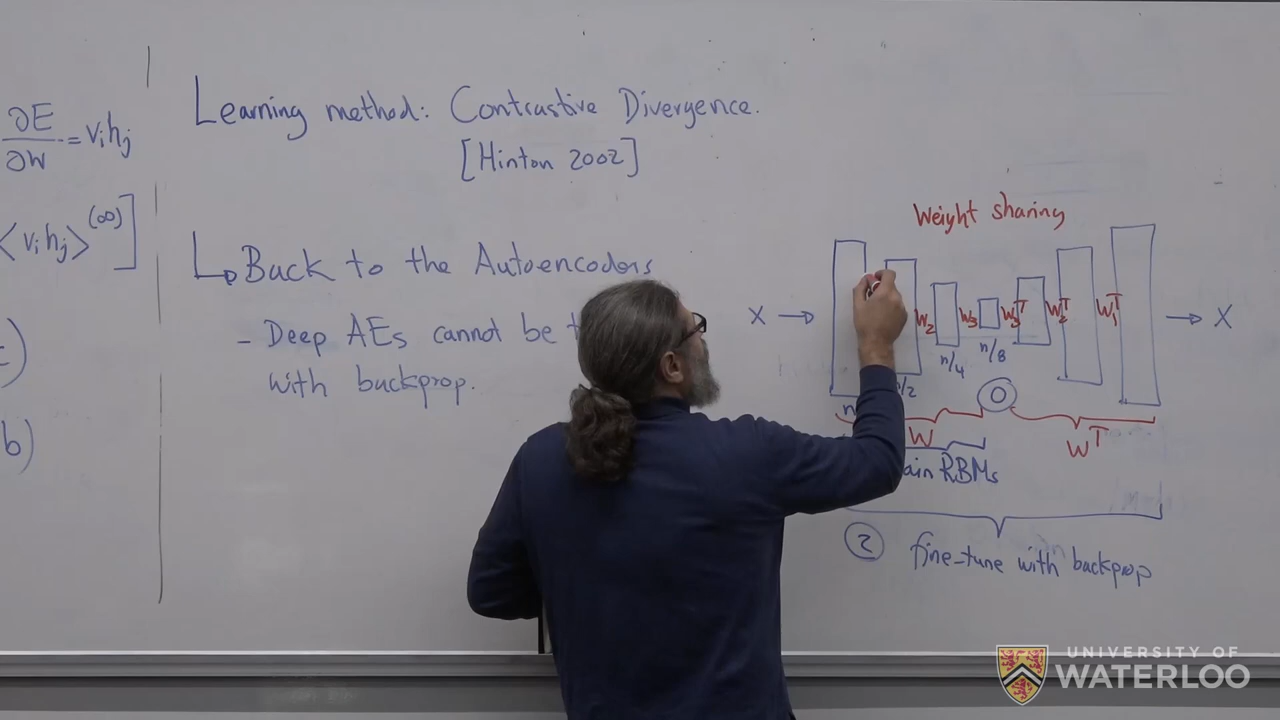 ∂E/∂W = vᵢhⱼ
<vᵢhⱼ>^(∞)]
b)
Learning method: Contrastive Divergence.
[Hinton 2002]
↳ Back to the Autoencoders
- Deep AEs cannot be
with backprop.
Weight sharing
X → → X
W₂ W₃ W₃ᵀ W₂ᵀ W₁ᵀ
n /2 n/4 n/8
W Wᵀ
ain RBMs
② fine-tune with backprop
UNIVERSITY OF
WATERLOO